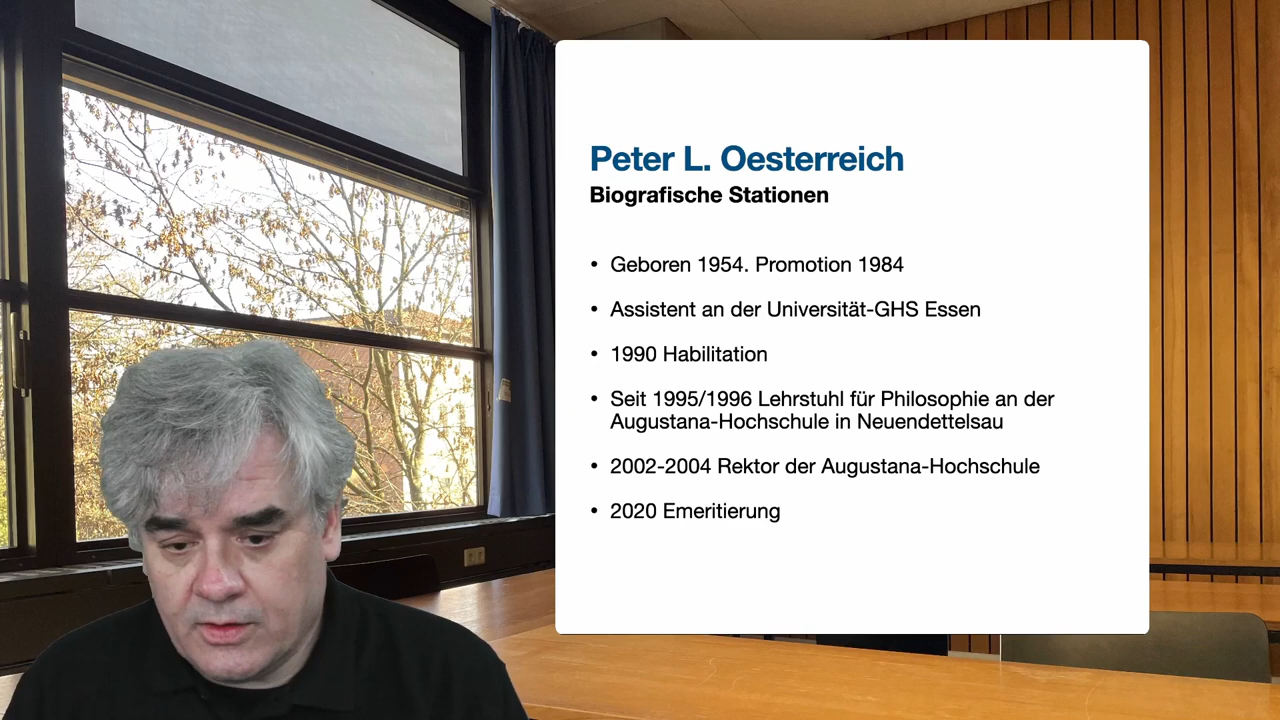 Peter L. Oesterreich
Biografische Stationen
• Geboren 1954. Promotion 1984
• Assistent an der Universität-GHS Essen
• 1990 Habilitation
• Seit 1995/1996 Lehrstuhl für Philosophie an der
Augustana-Hochschule in Neuendettelsau
• 2002-2004 Rektor der Augustana-Hochschule
• 2020 Emeritierung